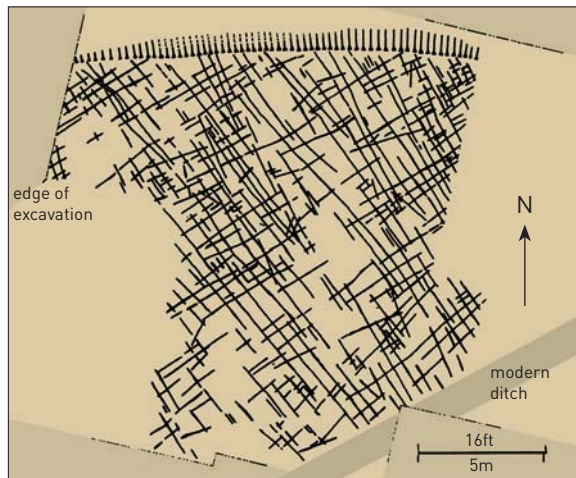 edge of
excavation
N
modern
ditch
16ft
5m